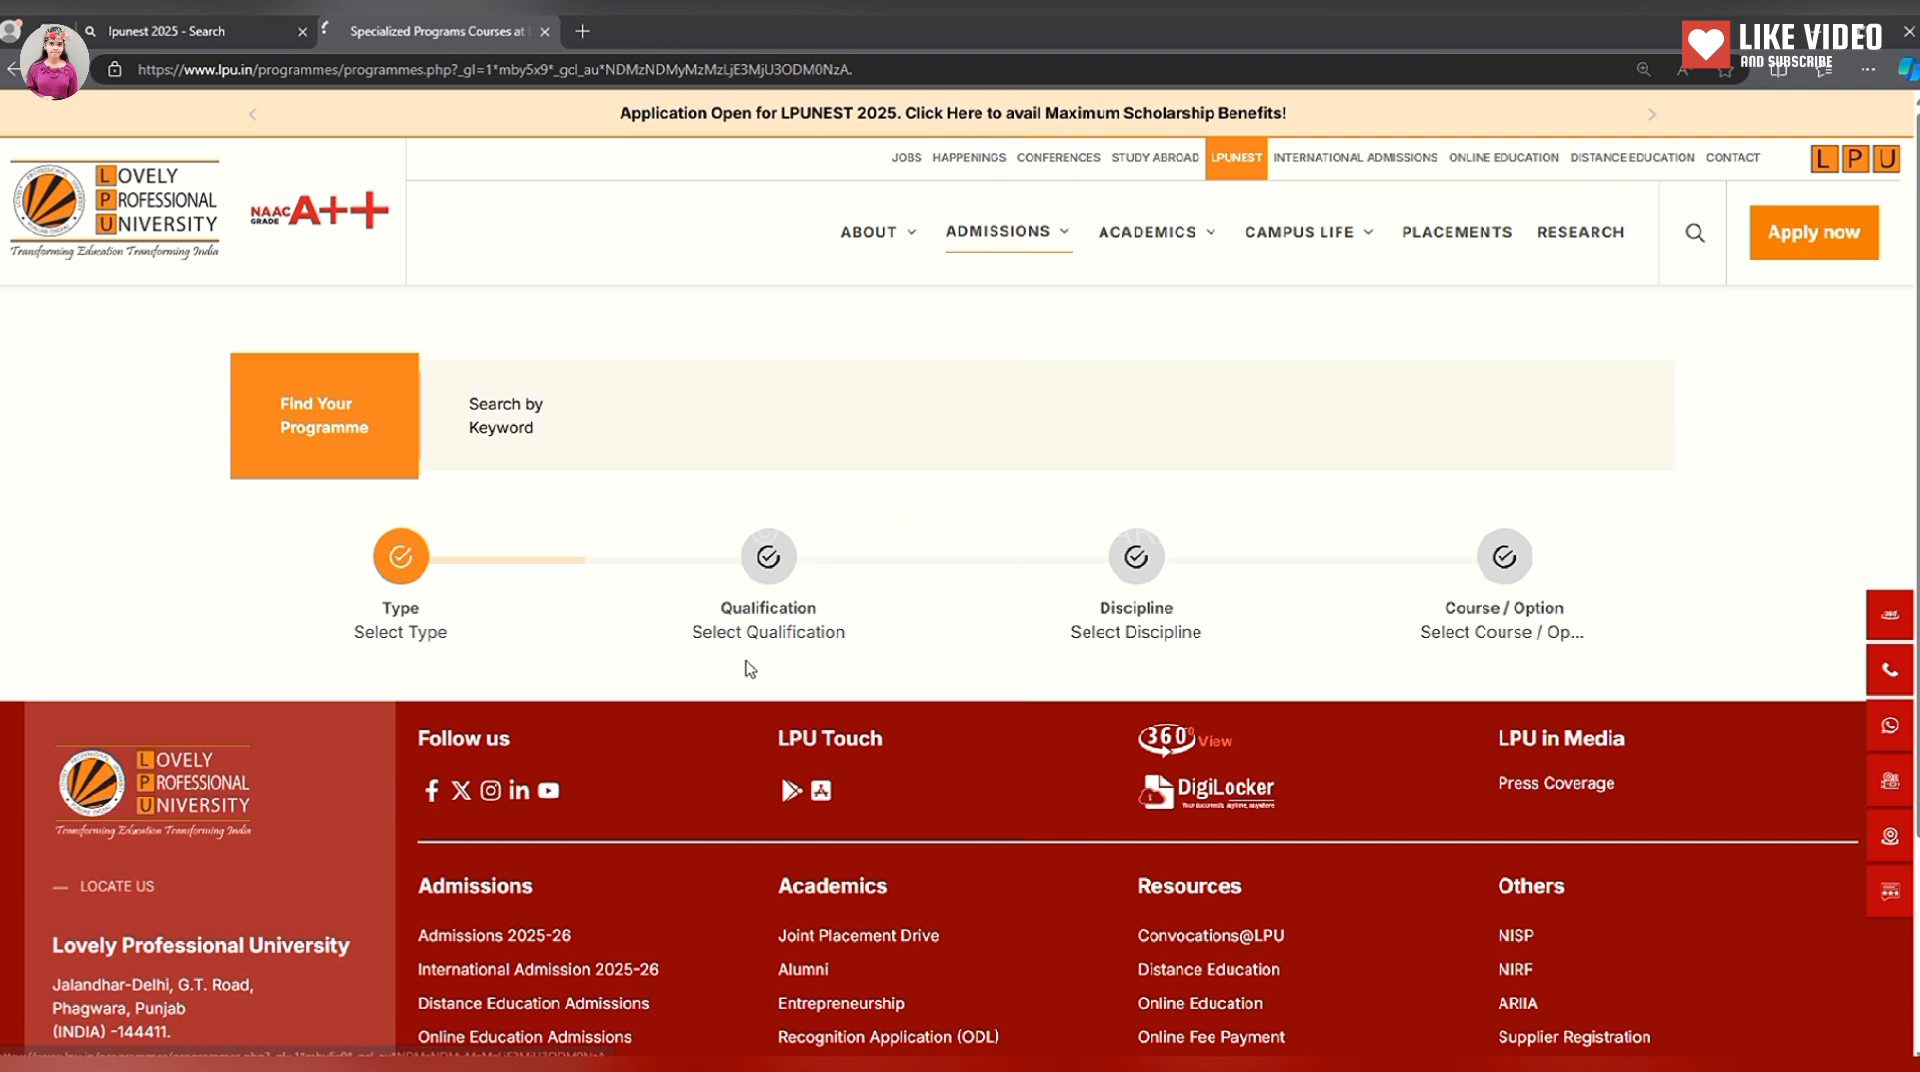 lpunest 2025 - Search
Specialized Programs Courses at
LIKE VIDEO
AND SUBSCRIBE
https://www.lpu.in/programmes/programmes.php?_gl=1*mby5x9*_gcl_au*NDMzNDMyMzMzLjE3MjU3ODM0NzA.
Application Open for LPUNEST 2025. Click Here to avail Maximum Scholarship Benefits!
JOBS HAPPENINGS CONFERENCES STUDY ABROAD LPUNEST INTERNATIONAL ADMISSIONS ONLINE EDUCATION DISTANCE EDUCATION CONTACT
LPU
LOVELY
PROFESSIONAL
UNIVERSITY
Transforming Education Transforming India
NAAC
GRADE
A++
ABOUT ADMISSIONS ACADEMICS CAMPUS LIFE PLACEMENTS RESEARCH
Apply now
Find Your
Programme
Search by
Keyword
Type
Select Type
Qualification
Select Qualification
Discipline
Select Discipline
Course / Option
Select Course / Op...
360°
LOVELY
PROFESSIONAL
UNIVERSITY
Transforming Education Transforming India
LOCATE US
Lovely Professional University
Jalandhar-Delhi, G.T. Road,
Phagwara, Punjab
(INDIA) -144411.
Follow us
LPU Touch
360° View
DigiLocker
Your documents anytime, anywhere
LPU in Media
Press Coverage
Admissions
Admissions 2025-26
International Admission 2025-26
Distance Education Admissions
Online Education Admissions
Academics
Joint Placement Drive
Alumni
Entrepreneurship
Recognition Application (ODL)
Resources
Convocations@LPU
Distance Education
Online Education
Online Fee Payment
Others
NISP
NIRF
ARIIA
Supplier Registration